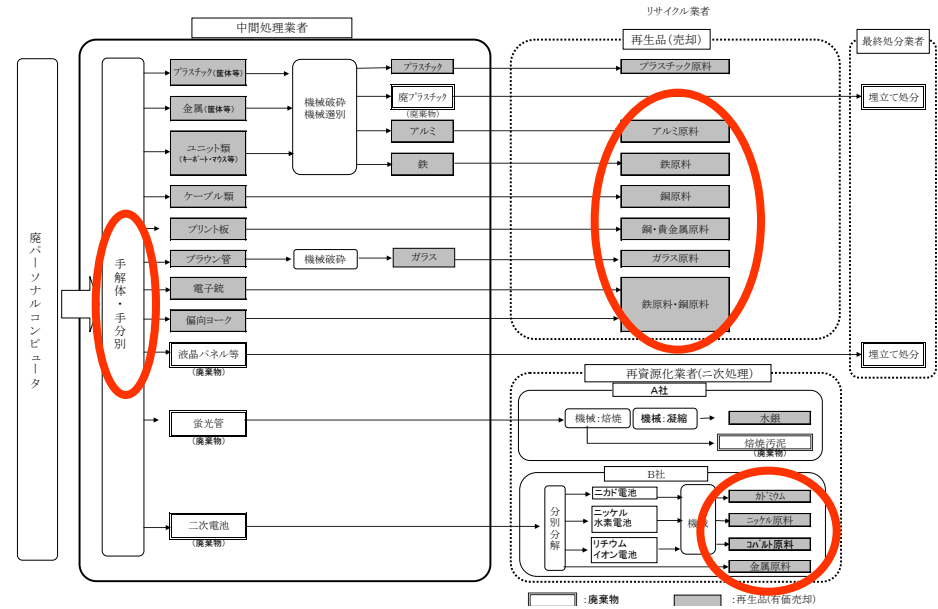 リサイクル業者
中間処理業者
再生品(売却)
最終処分業者
廃パーソナルコンピュータ
手解体・手分別
プラスチック(筐体等)
金属(筐体等)
ユニット類
(キーボート・マウス等)
ケーブル類
プリント板
ブラウン管
電子銃
偏向ヨーク
液晶パネル等
(廃棄物)
蛍光管
(廃棄物)
二次電池
(廃棄物)
機械破砕
機械選別
機械破砕
プラスチック
廃プラスチック
(廃棄物)
アルミ
鉄
ガラス
プラスチック原料
アルミ原料
鉄原料
銅原料
銅・貴金属原料
ガラス原料
鉄原料・銅原料
埋立て処分
埋立て処分
再資源化業者(二次処理)
A社
機械:焙焼
機械:凝縮
水銀
焙焼汚泥
(廃棄物)
B社
分別分解
ニカド電池
ニッケル
水素電池
リチウム
イオン電池
機械
カドミウム
ニッケル原料
コバルト原料
金属原料
:廃棄物
:再生品(有価売却)